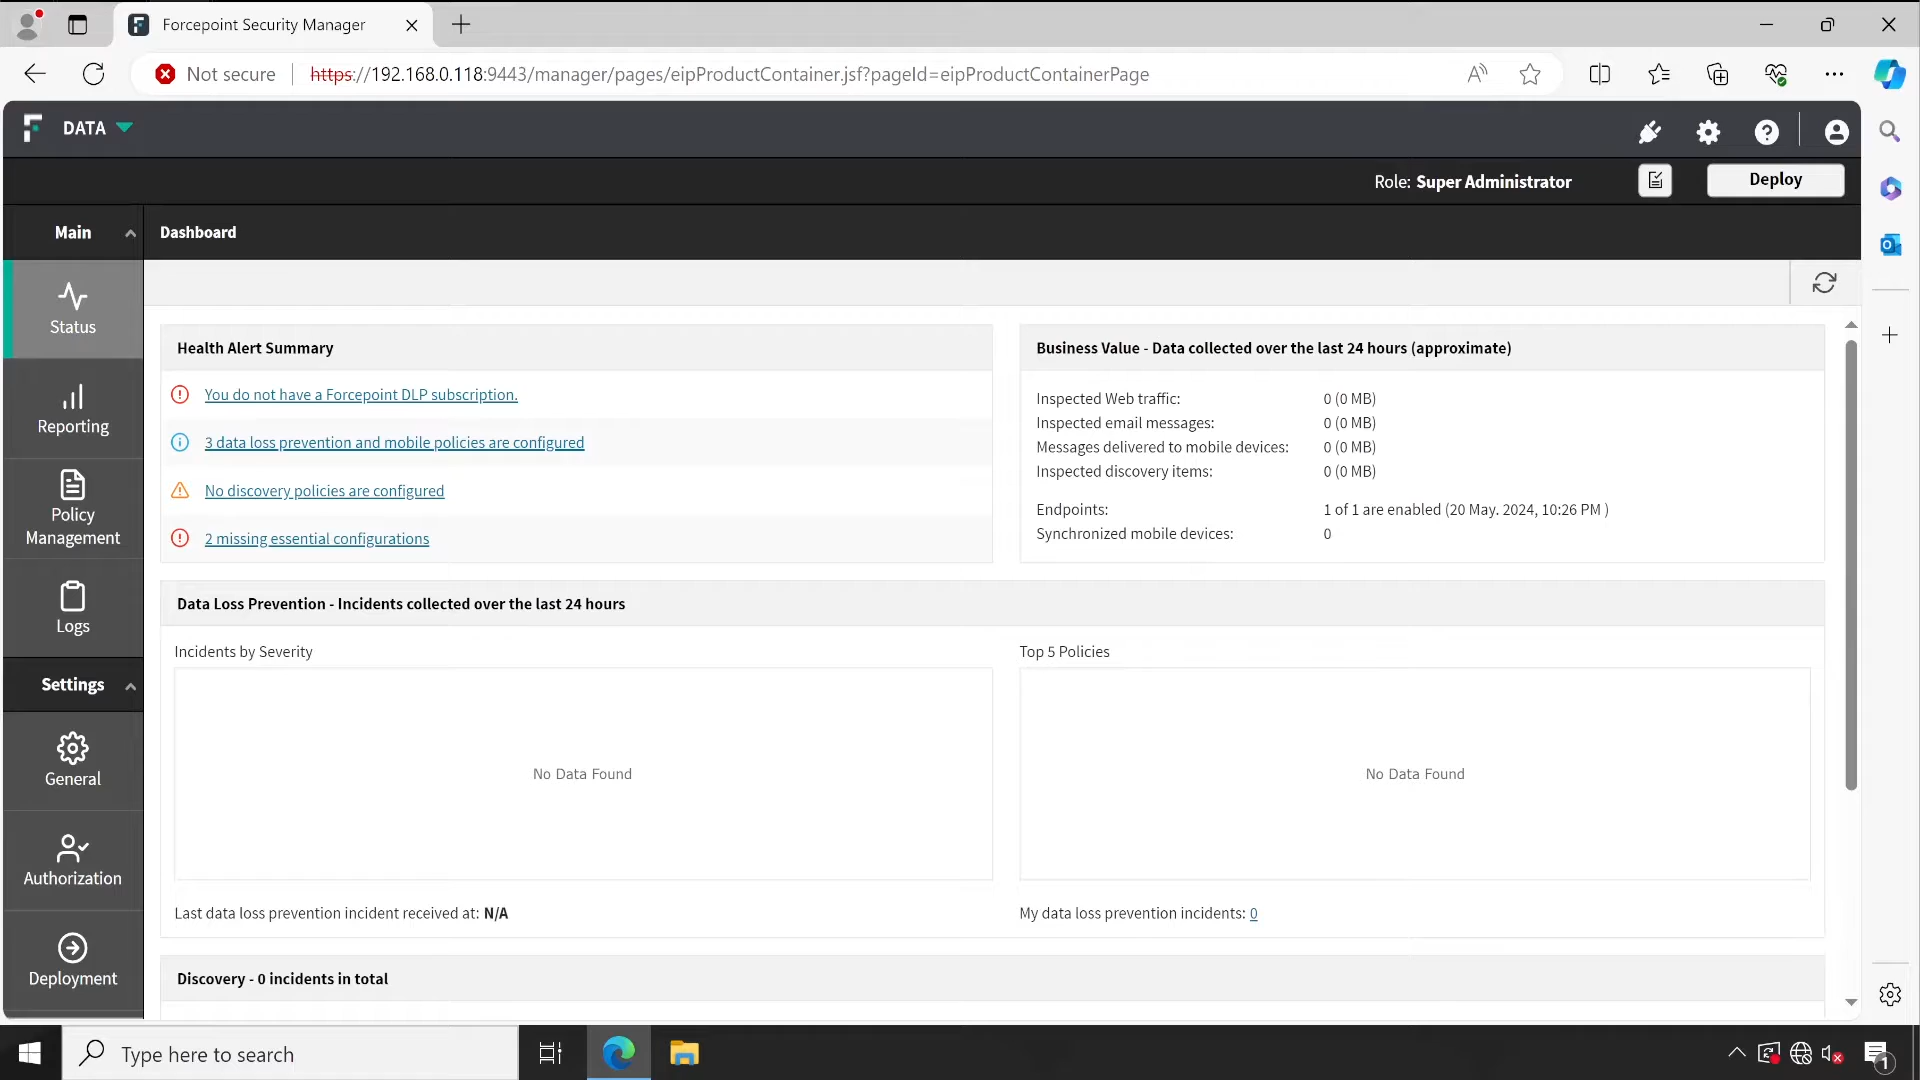 Forcepoint Security Manager
Not secure
https://192.168.0.118:9443/manager/pages/eipProductContainer.jsf?pageId=eipProductContainerPage
DATA
Role: Super Administrator
Deploy
Main
Dashboard
Status
Reporting
Policy
Management
Logs
Settings
General
Authorization
Deployment
Health Alert Summary
You do not have a Forcepoint DLP subscription.
3 data loss prevention and mobile policies are configured
No discovery policies are configured
2 missing essential configurations
Business Value - Data collected over the last 24 hours (approximate)
Inspected Web traffic: 0 (0 MB)
Inspected email messages: 0 (0 MB)
Messages delivered to mobile devices: 0 (0 MB)
Inspected discovery items: 0 (0 MB)
Endpoints: 1 of 1 are enabled (20 May. 2024, 10:26 PM )
Synchronized mobile devices: 0
Data Loss Prevention - Incidents collected over the last 24 hours
Incidents by Severity
No Data Found
Last data loss prevention incident received at: N/A
Top 5 Policies
No Data Found
My data loss prevention incidents: 0
Discovery - 0 incidents in total
Type here to search
1